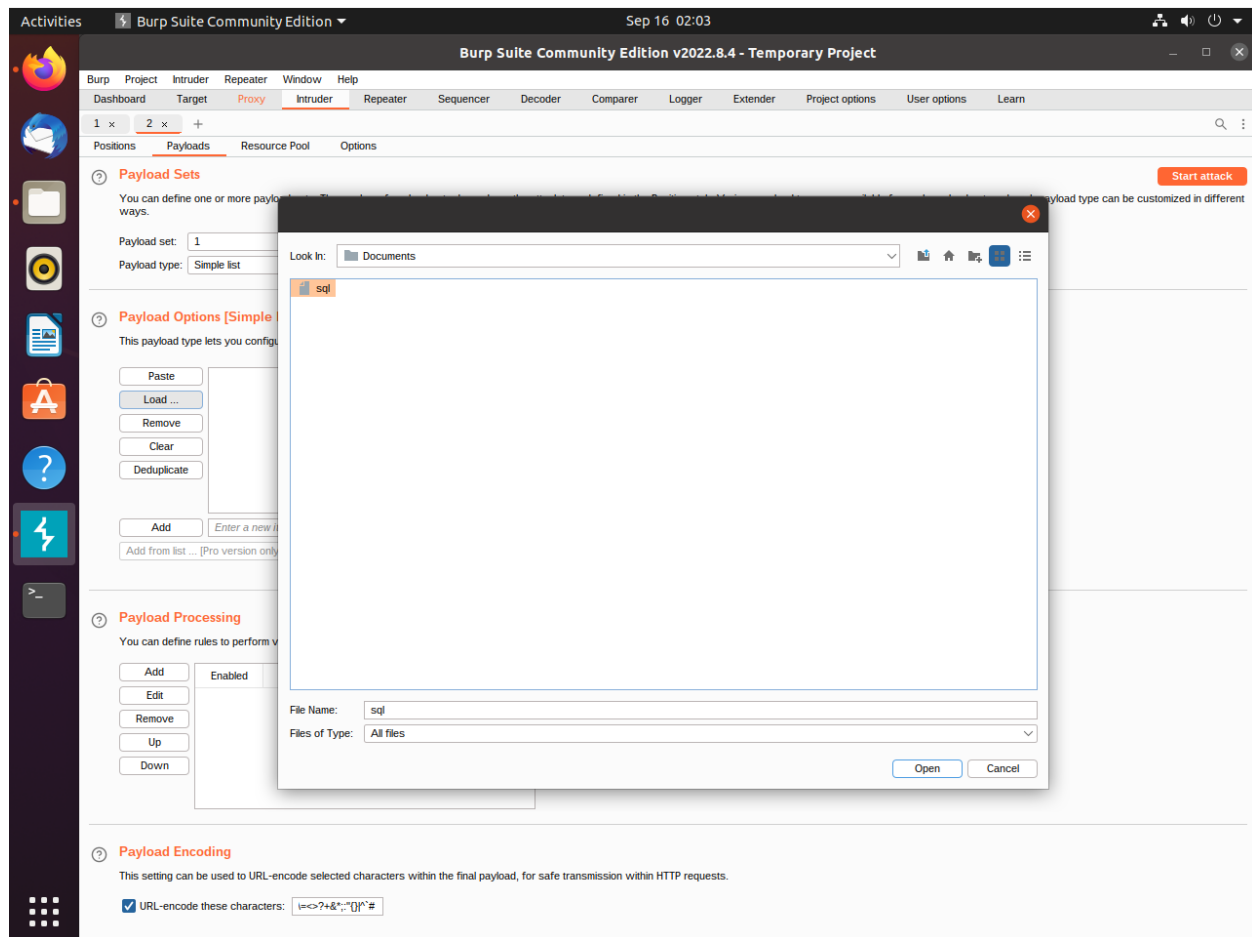 Activities Burp Suite Community Edition Sep 16 02:03
Burp Suite Community Edition v2022.8.4 - Temporary Project
Burp Project Intruder Repeater Window Help
Dashboard Target Proxy Intruder Repeater Sequencer Decoder Comparer Logger Extender Project options User options Learn
1 × 2 × +
Positions Payloads Resource Pool Options
Payload Sets
Start attack
You can define one or more paylo
ayload type can be customized in different
ways.
Payload set: 1
Payload type: Simple list
Payload Options [Simple
This payload type lets you configu
Paste
Load ...
Remove
Clear
Deduplicate
Add Enter a new it
Add from list ... [Pro version only
Look In: Documents
sql
File Name: sql
Files of Type: All files
Open Cancel
Payload Processing
You can define rules to perform v
Add Enabled
Edit
Remove
Up
Down
Payload Encoding
This setting can be used to URL-encode selected characters within the final payload, for safe transmission within HTTP requests.
URL-encode these characters: \=<>?+&*;:"{}|^`#